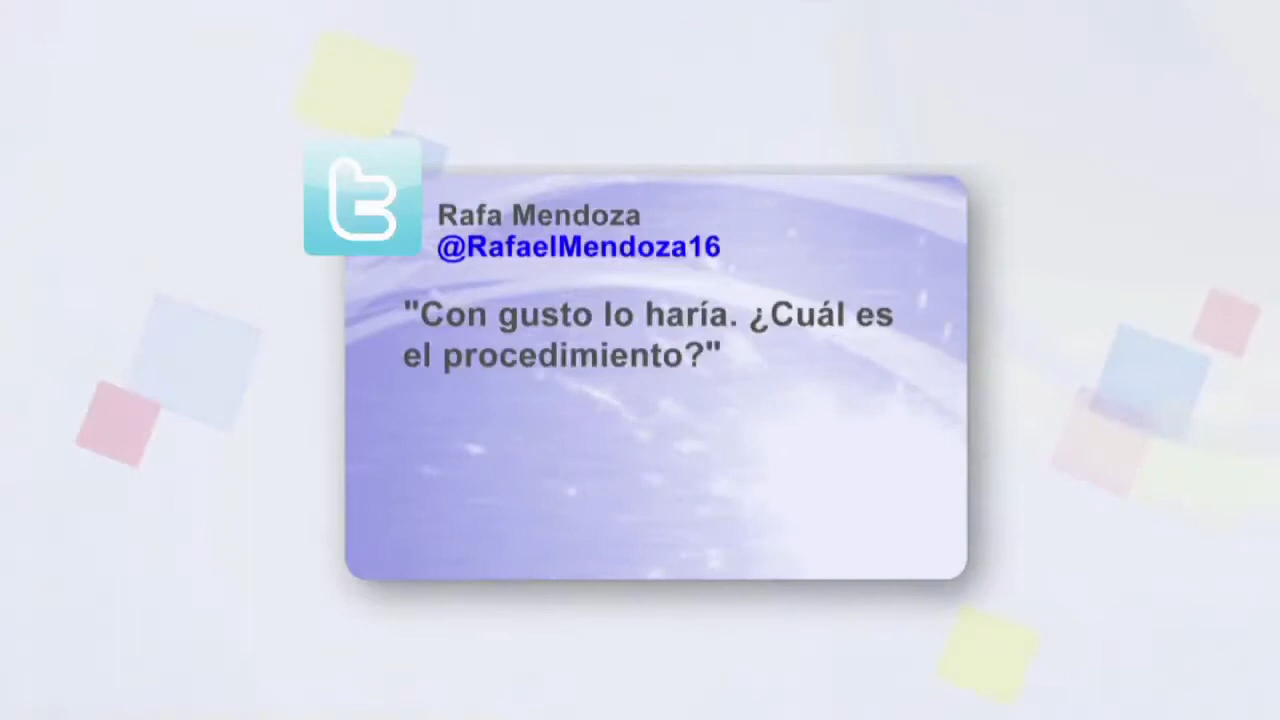 Rafa Mendoza
@RafaelMendoza16
"Con gusto lo haría. ¿Cuál es
el procedimiento?"